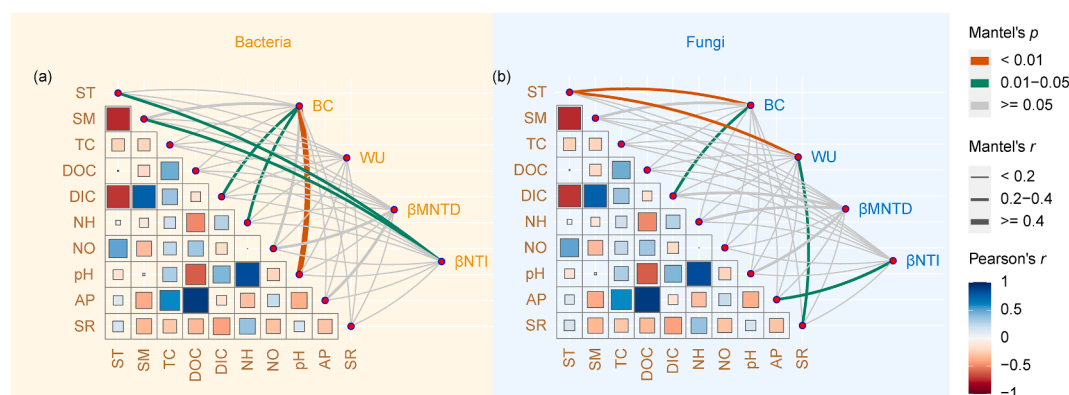 Bacteria
Fungi
(a)
(b)
ST
SM
TC
DOC
DIC
NH
NO
pH
AP
SR
ST
SM
TC
DOC
DIC
NH
NO
pH
AP
SR
BC
WU
βMNTD
βNTI
ST
SM
TC
DOC
DIC
NH
NO
pH
AP
SR
ST
SM
TC
DOC
DIC
NH
NO
pH
AP
SR
BC
WU
βMNTD
βNTI
Mantel's p
< 0.01
0.01−0.05
>= 0.05
Mantel's r
< 0.2
0.2−0.4
>= 0.4
Pearson's r
1
0.5
0
−0.5
−1